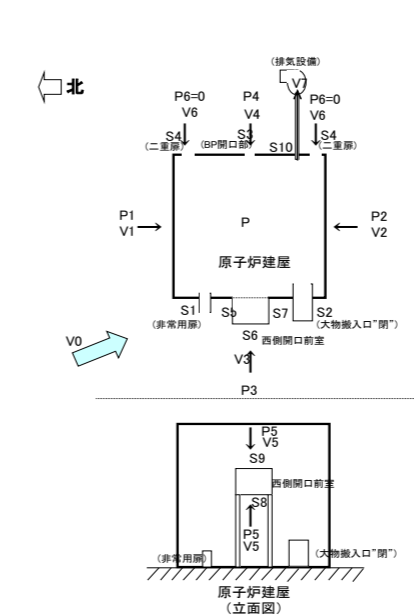 (排気設備)
北
V7
P6=0
V6
P4
V4
P6=0
V6
S4
(二重扉)
S3
(BP開口部)
S10
S4
(二重扉)
P1
V1
P
P2
V2
原子炉建屋
S1
(非常用扉)
S5
S7
S2
(大物搬入口"閉")
S6
西側開口前室
V0
V3
P3
P5
V5
S9
西側開口前室
S8
P5
V5
(非常用扉)
(大物搬入口"閉")
原子炉建屋
(立面図)